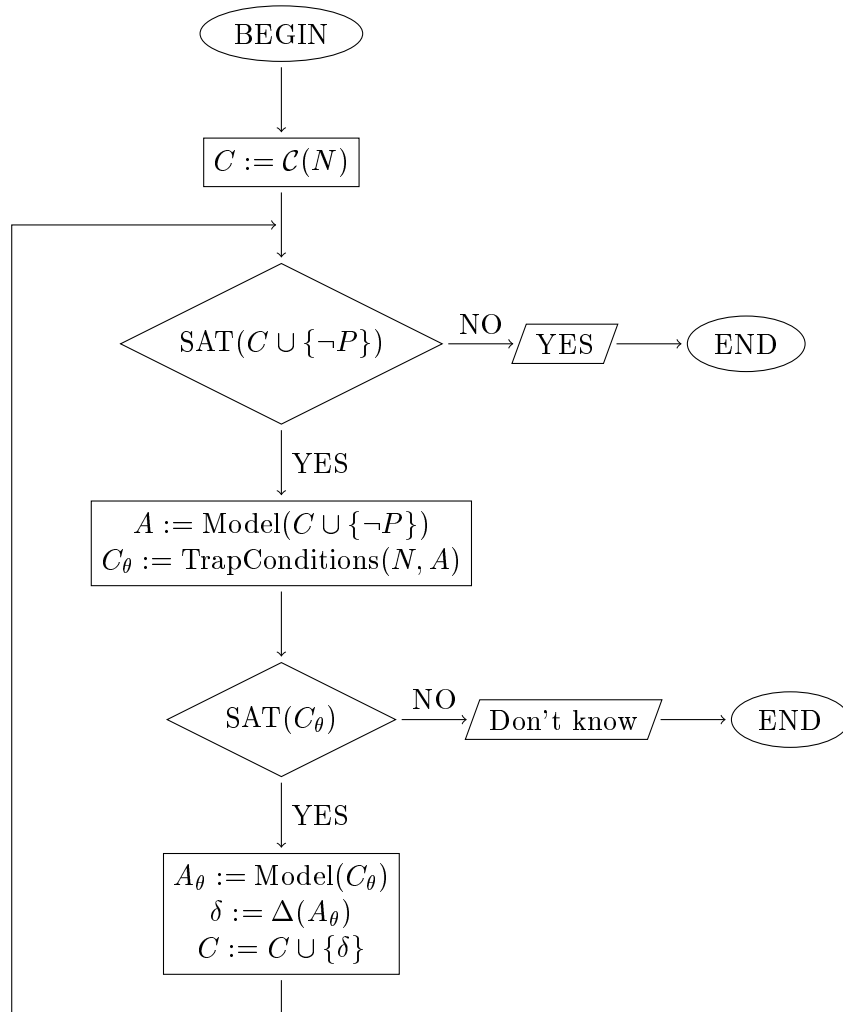 BEGIN
C := 𝒞(N)
SAT(C ∪ {¬P})
NO
YES
END
YES
A := Model(C ∪ {¬P})
C_θ := TrapConditions(N, A)
SAT(C_θ)
NO
Don't know
END
YES
A_θ := Model(C_θ)
δ := Δ(A_θ)
C := C ∪ {δ}